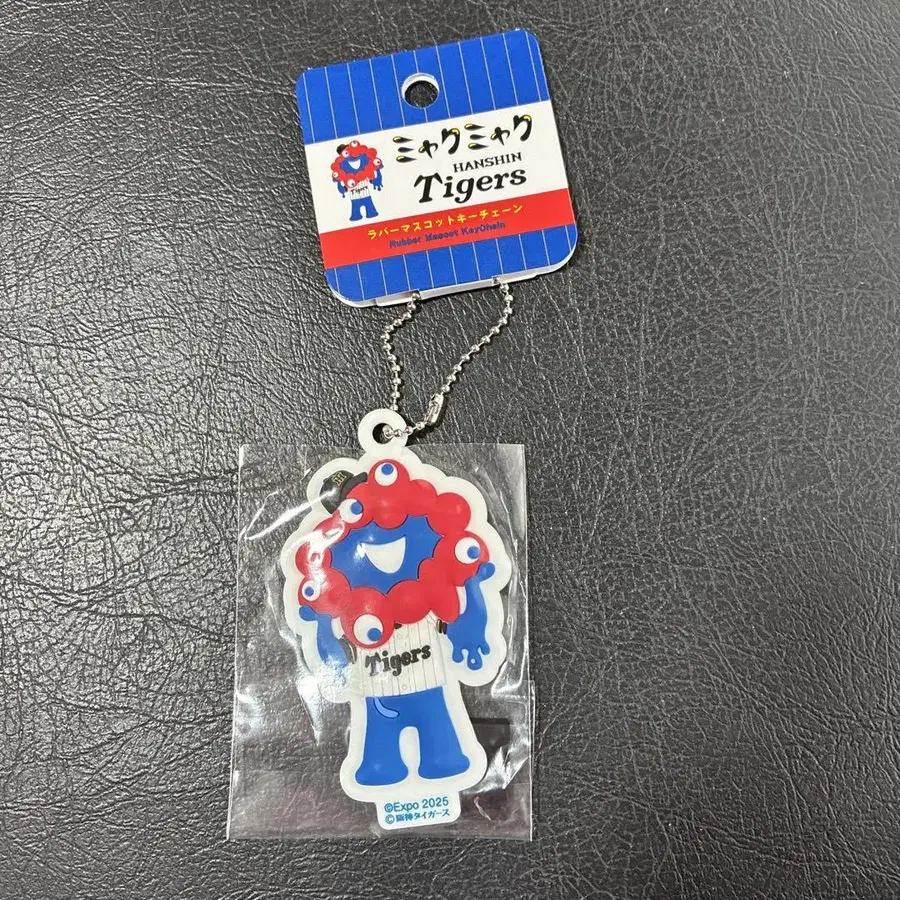 ミャクミャク
HANSHIN
Tigers
Tigers
ラバーマスコットキーチェーン
Rubber Mascot KeyChain
Tigers
©Expo 2025
©阪神タイガース